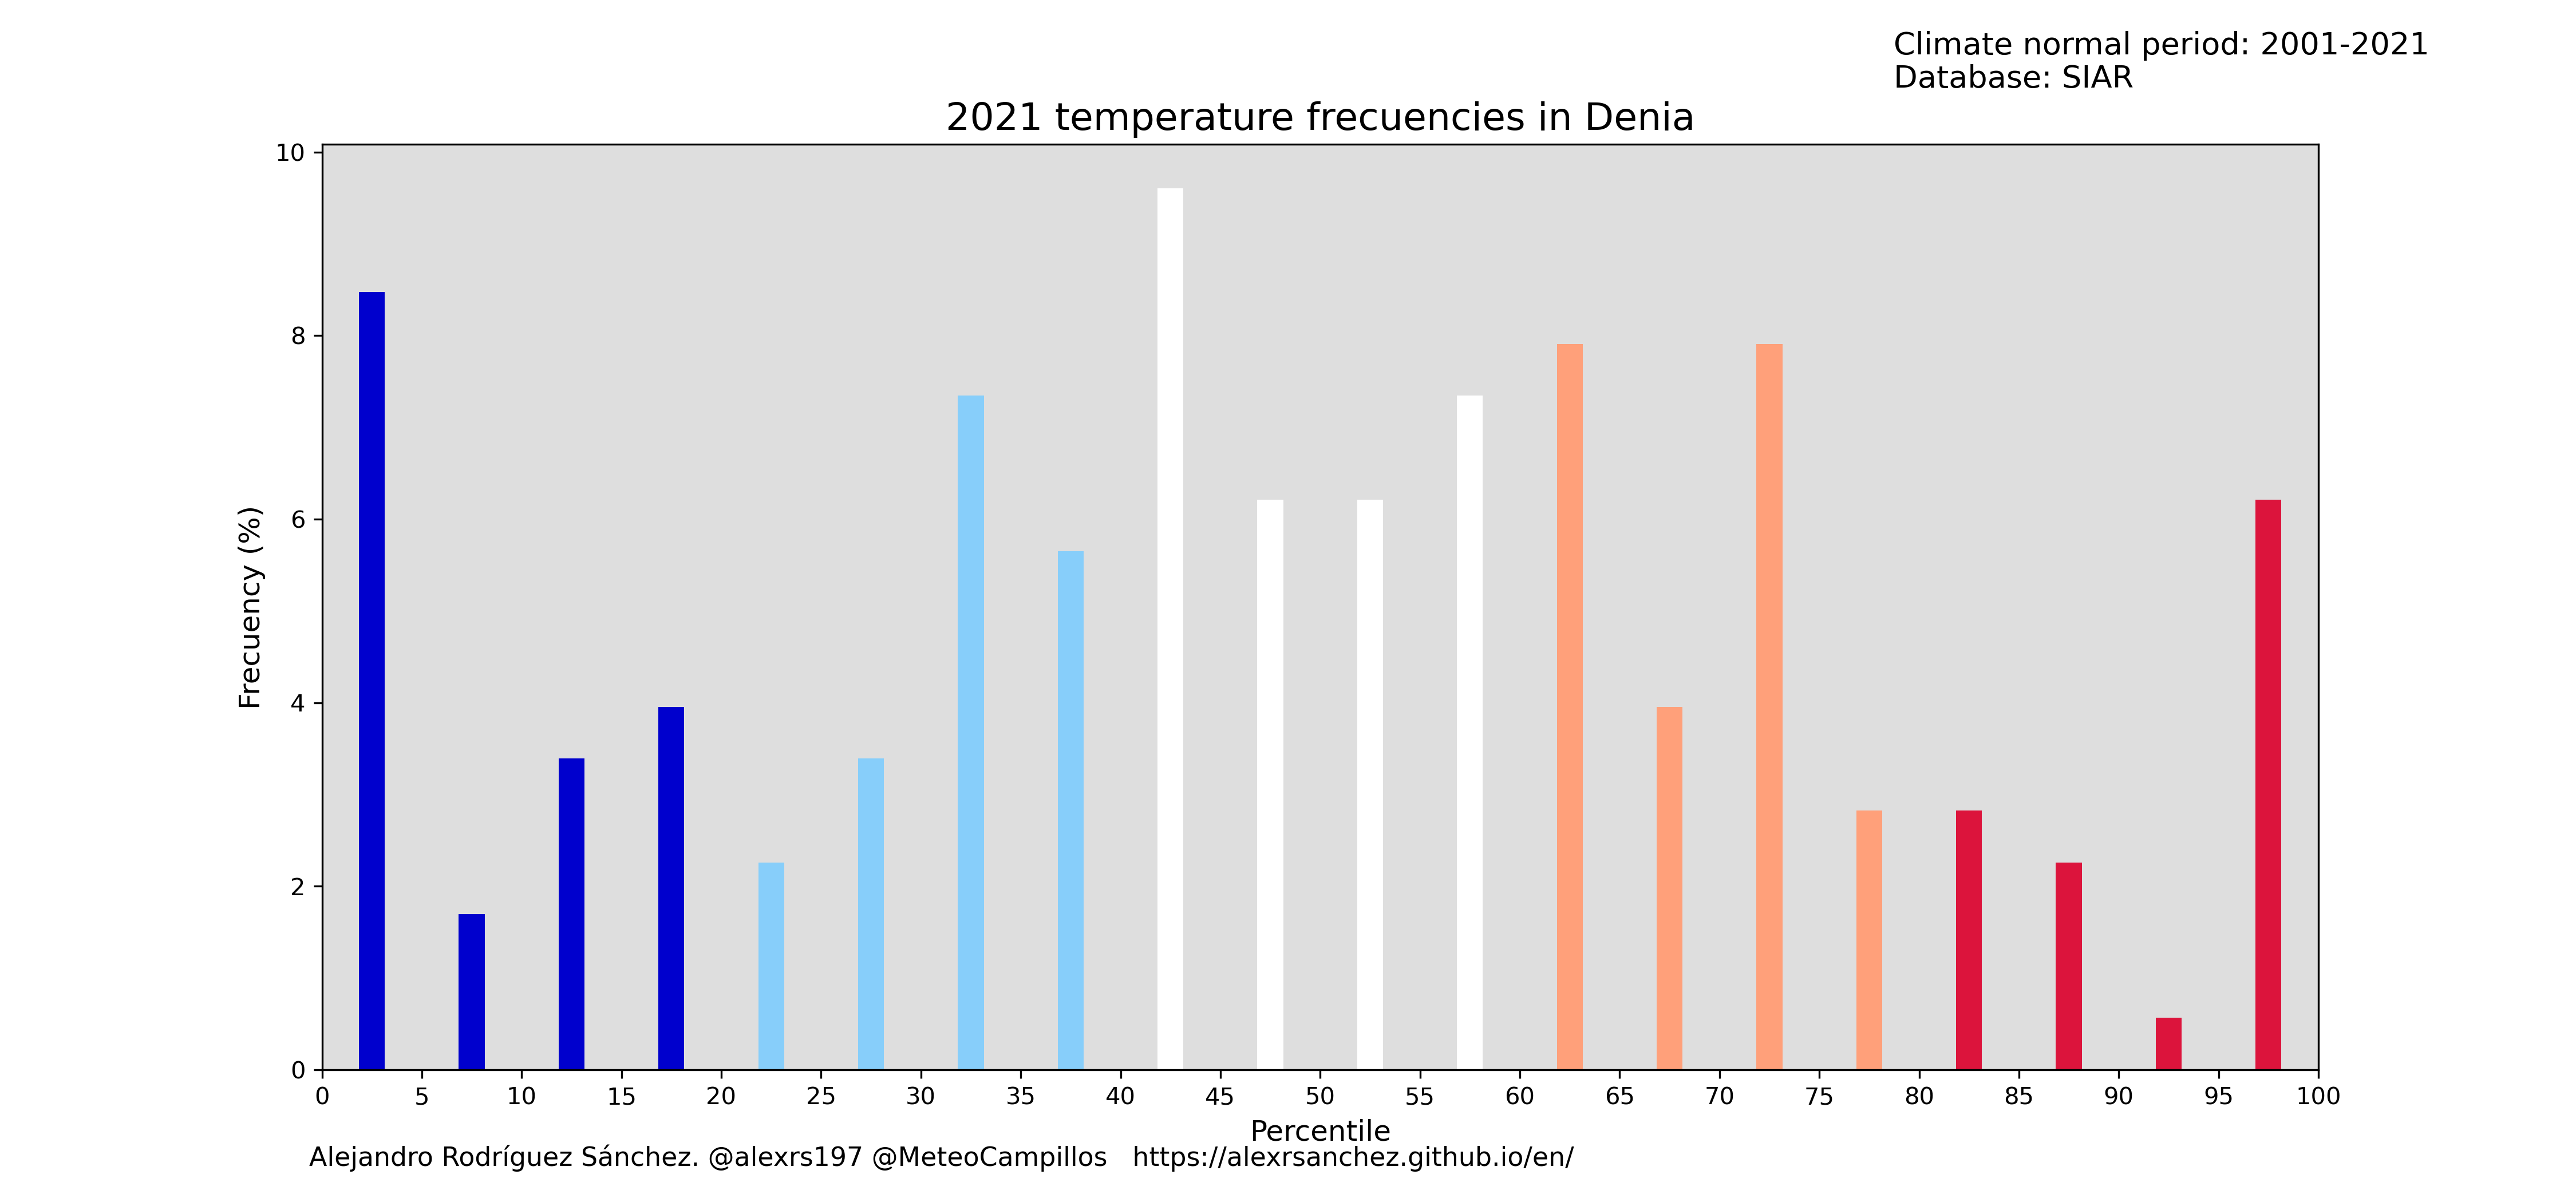 Climate normal period: 2001-2021
Database: SIAR
2021 temperature frecuencies in Denia
10
8
6
4
2
0
Frecuency (%)
0 5 10 15 20 25 30 35 40 45 50 55 60 65 70 75 80 85 90 95 100
Percentile
Alejandro Rodríguez Sánchez. @alexrs197 @MeteoCampillos https://alexrsanchez.github.io/en/